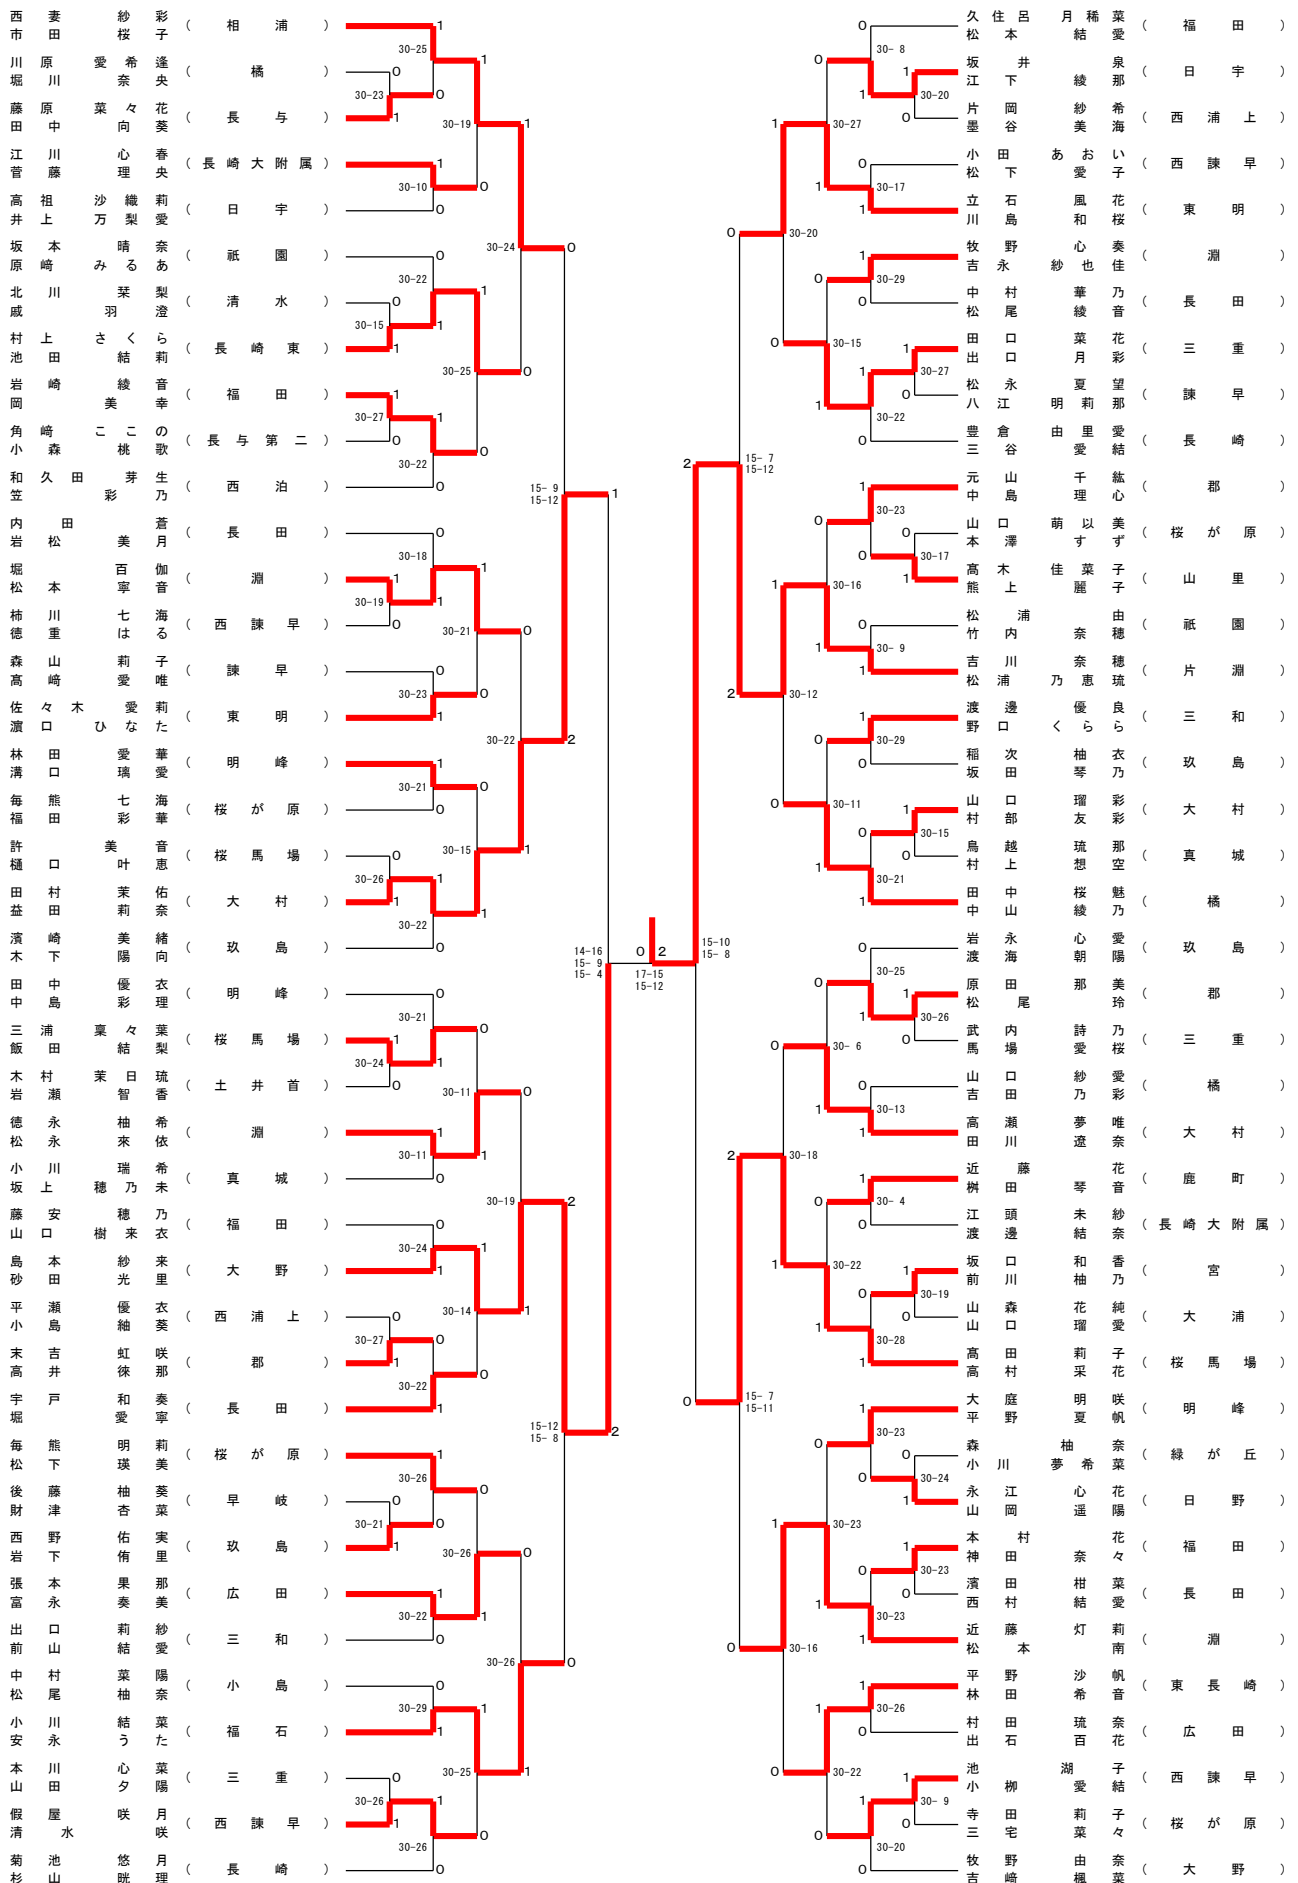 西妻 紗彩
市田 桜子
(相浦)
川原 愛希逢
堀川 奈央
(橘)
藤原 菜々花
田中 向葵
(長与)
江川 心春
菅藤 理央
(長崎大附属)
高祖 沙織莉
井上 万梨愛
(日宇)
坂本 晴奈
原﨑 みるあ
(祇園)
北川 栞梨
戚 羽澄
(清水)
村上 さくら
池田 結莉
(長崎東)
岩崎 綾音
岡 美幸
(福田)
角﨑 ここの
小森 桃歌
(長与第二)
和久田 芽生
笠 彩乃
(西泊)
内田 蒼
岩松 美月
(長田)
堀 百伽
松本 寧音
(淵)
柿川 七海
徳重 はる
(西諫早)
森山 莉子
髙﨑 愛唯
(諫早)
佐々木 愛莉
濵口 ひなた
(東明)
林田 愛華
溝口 璃愛
(明峰)
毎熊 七海
福田 彩華
(桜が原)
許 美音
樋口 叶恵
(桜馬場)
田村 茉佑
益田 莉奈
(大村)
濱崎 美緒
木下 陽向
(玖島)
田中 優衣
中島 彩理
(明峰)
三浦 稟々葉
飯田 結梨
(桜馬場)
木村 茉日琉
岩瀬 智香
(土井首)
徳永 柚希
松永 來依
(淵)
小川 瑞希
坂上 穂乃未
(真城)
藤安 穂乃
山口 樹来衣
(福田)
島本 紗来
砂田 光里
(大野)
平瀬 優衣
小島 紬葵
(西浦上)
末吉 虹咲
高井 徠那
(郡)
宇戸 和奏
堀 愛寧
(長田)
毎熊 明莉
松下 瑛美
(桜が原)
後藤 柚葵
財津 杏菜
(早岐)
西野 佑実
岩下 侑里
(玖島)
張本 果那
富永 奏美
(広田)
出口 莉紗
前山 結愛
(三和)
中村 菜陽
松尾 柚奈
(小島)
小川 結菜
安永 うた
(福石)
本川 心菜
山田 夕陽
(三重)
假屋 咲月
清水 咲
(西諫早)
菊池 悠月
杉山 晄理
(長崎)
30-25
30-23
30-19
30-10
30-24
30-22
30-15
30-25
30-27
30-22
15- 9
15-12
30-18
30-19
30-21
30-23
30-22
30-21
30-15
30-26
30-22
14-16
15- 9
15- 4
30-21
30-24
30-11
30-11
30-19
30-24
30-14
30-27
30-22
15-12
15- 8
30-26
30-21
30-26
30-22
30-26
30-29
30-25
30-26
30-26
0 2
17-15
15-12
久住呂 月稀菜
松本 結愛
(福田)
坂井 泉
江下 綾那
(日宇)
片岡 紗希
墨谷 美海
(西浦上)
小田 あおい
松下 愛子
(西諫早)
立石 風花
川島 和桜
(東明)
牧野 心奏
吉永 紗也佳
(淵)
中村 華乃
松尾 綾音
(長田)
田口 菜花
出口 月彩
(三重)
松永 夏望
八江 明莉那
(諫早)
豊倉 由里愛
三谷 愛結
(長崎)
元山 千紘
中島 理心
(郡)
山口 萌以美
本澤 すず
(桜が原)
髙木 佳菜子
熊上 麗子
(山里)
松浦 由
竹内 奈穂
(祇園)
吉川 奈穂
松浦 乃恵琉
(片淵)
渡邊 優良
野口 くらら
(三和)
稲次 柚衣
坂田 琴乃
(玖島)
山口 瑠彩
村部 友彩
(大村)
鳥越 琉那
村上 想空
(真城)
田中 桜魅
中山 綾乃
(橘)
岩永 心愛
渡海 朝陽
(玖島)
原田 那美
松尾 玲
(郡)
武内 詩乃
馬場 愛桜
(三重)
山口 紗愛
吉田 乃彩
(橘)
高瀬 夢唯
田川 遼奈
(大村)
近藤 花
桝田 琴音
(鹿町)
江頭 未紗
渡邊 結奈
(長崎大附属)
坂口 和香
前川 柚乃
(宮)
山森 花純
山口 瑠愛
(大浦)
髙田 莉子
高村 采花
(桜馬場)
大庭 明咲
平野 夏帆
(明峰)
森 柚奈
小川 夢希菜
(緑が丘)
永江 心花
山岡 遥陽
(日野)
本村 花
神田 奈々
(福田)
濱田 柑菜
西村 結愛
(長田)
近藤 灯莉
松本 南
(淵)
平野 沙帆
林田 希音
(東長崎)
村田 琉奈
出石 百花
(広田)
池 湖子
小栁 愛結
(西諫早)
寺田 莉子
三宅 菜々
(桜が原)
牧野 由奈
吉﨑 楓菜
(大野)
30- 8
30-20
30-27
30-17
30-20
30-29
30-15
30-27
30-22
15- 7
15-12
30-23
30-17
30-16
30- 9
30-12
30-29
30-11
30-15
30-21
15-10
15- 8
30-25
30-26
30- 6
30-13
30-18
30- 4
30-22
30-19
30-28
15- 7
15-11
30-23
30-24
30-23
30-23
30-23
30-16
30-26
30-22
30- 9
30-20